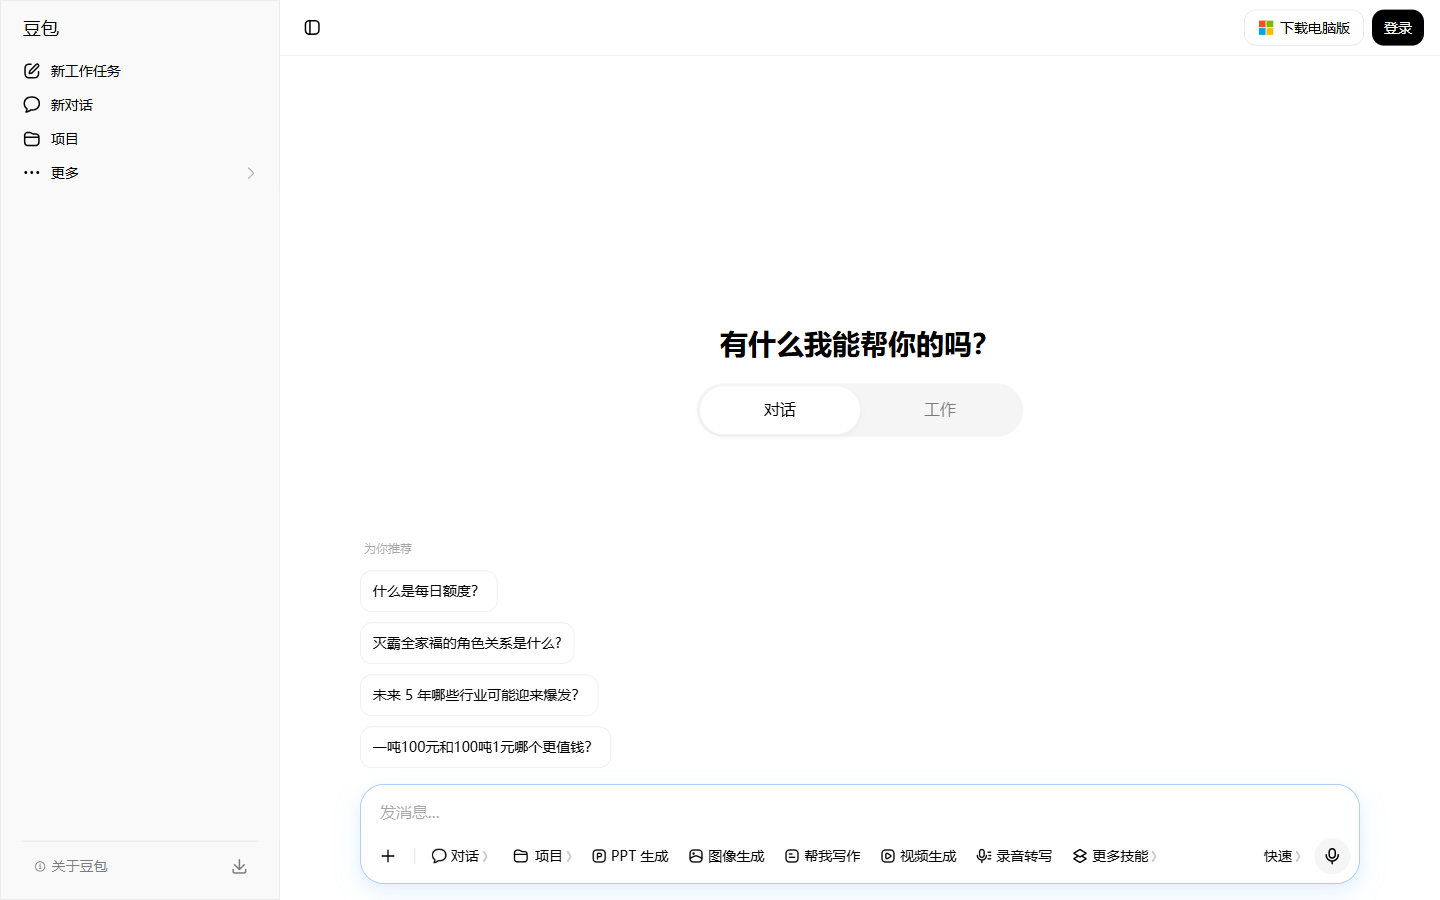 豆包
新工作任务
新对话
项目
更多
关于豆包
下载电脑版
登录
有什么我能帮你的吗？
对话
工作
为你推荐
什么是每日额度？
灭霸全家福的角色关系是什么？
未来 5 年哪些行业可能迎来爆发？
一吨100元和100吨1元哪个更值钱？
发消息...
对话
项目
PPT 生成
图像生成
帮我写作
视频生成
录音转写
更多技能
快速